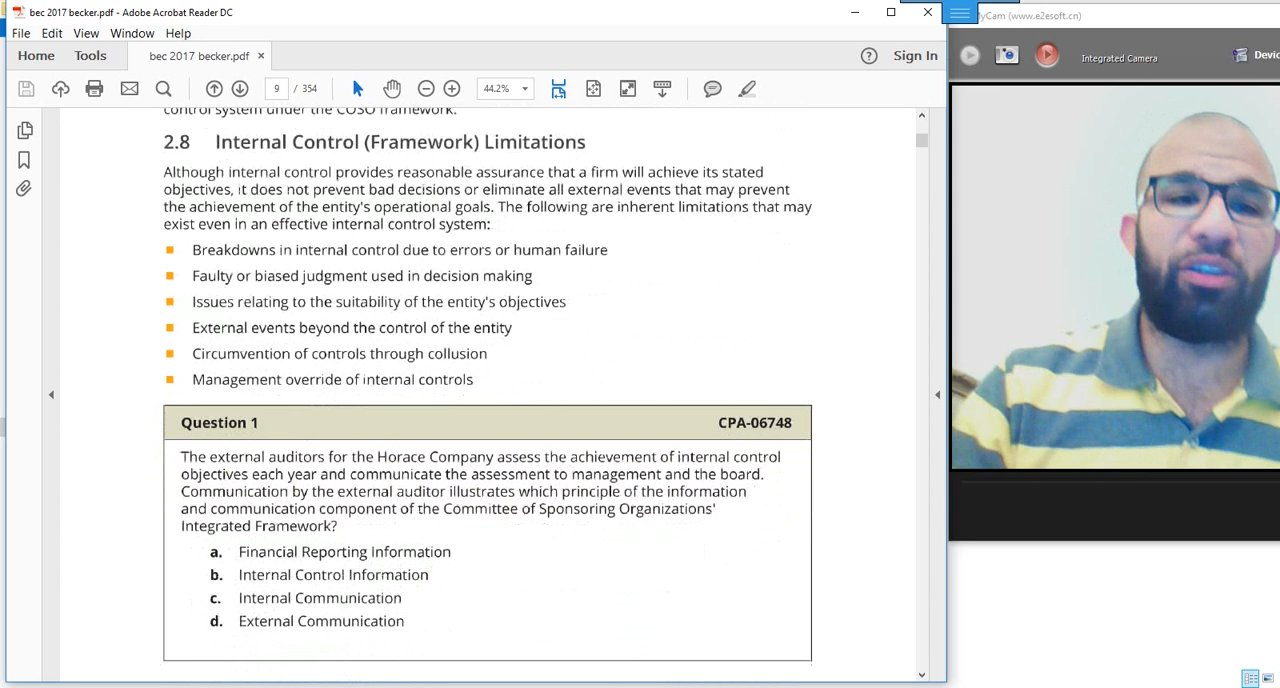 bec 2017 becker.pdf - Adobe Acrobat Reader DC
File Edit View Window Help
Home Tools bec 2017 becker.pdf × Sign In
9 / 354 44.2%
control system under the COSO framework.
2.8 Internal Control (Framework) Limitations
Although internal control provides reasonable assurance that a firm will achieve its stated
objectives, it does not prevent bad decisions or eliminate all external events that may prevent
the achievement of the entity's operational goals. The following are inherent limitations that may
exist even in an effective internal control system:
Breakdowns in internal control due to errors or human failure
Faulty or biased judgment used in decision making
Issues relating to the suitability of the entity's objectives
External events beyond the control of the entity
Circumvention of controls through collusion
Management override of internal controls
Question 1 CPA-06748
The external auditors for the Horace Company assess the achievement of internal control
objectives each year and communicate the assessment to management and the board.
Communication by the external auditor illustrates which principle of the information
and communication component of the Committee of Sponsoring Organizations'
Integrated Framework?
a. Financial Reporting Information
b. Internal Control Information
c. Internal Communication
d. External Communication
yCam (www.e2esoft.cn)
Integrated Camera Devic